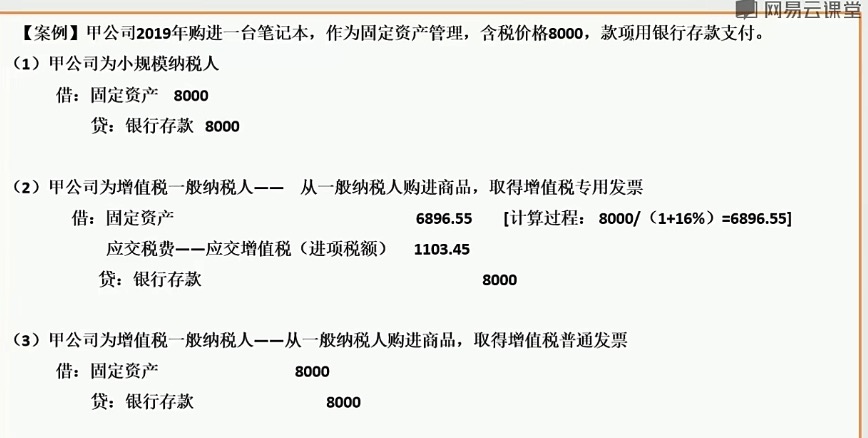 网易云课堂
【案例】甲公司2019年购进一台笔记本，作为固定资产管理，含税价格8000，款项用银行存款支付。
（1）甲公司为小规模纳税人
借：固定资产 8000
贷：银行存款 8000
（2）甲公司为增值税一般纳税人—— 从一般纳税人购进商品，取得增值税专用发票
借：固定资产 6896.55 [计算过程： 8000/（1+16%）=6896.55]
应交税费——应交增值税（进项税额） 1103.45
贷：银行存款 8000
（3）甲公司为增值税一般纳税人——从一般纳税人购进商品，取得增值税普通发票
借：固定资产 8000
贷：银行存款 8000